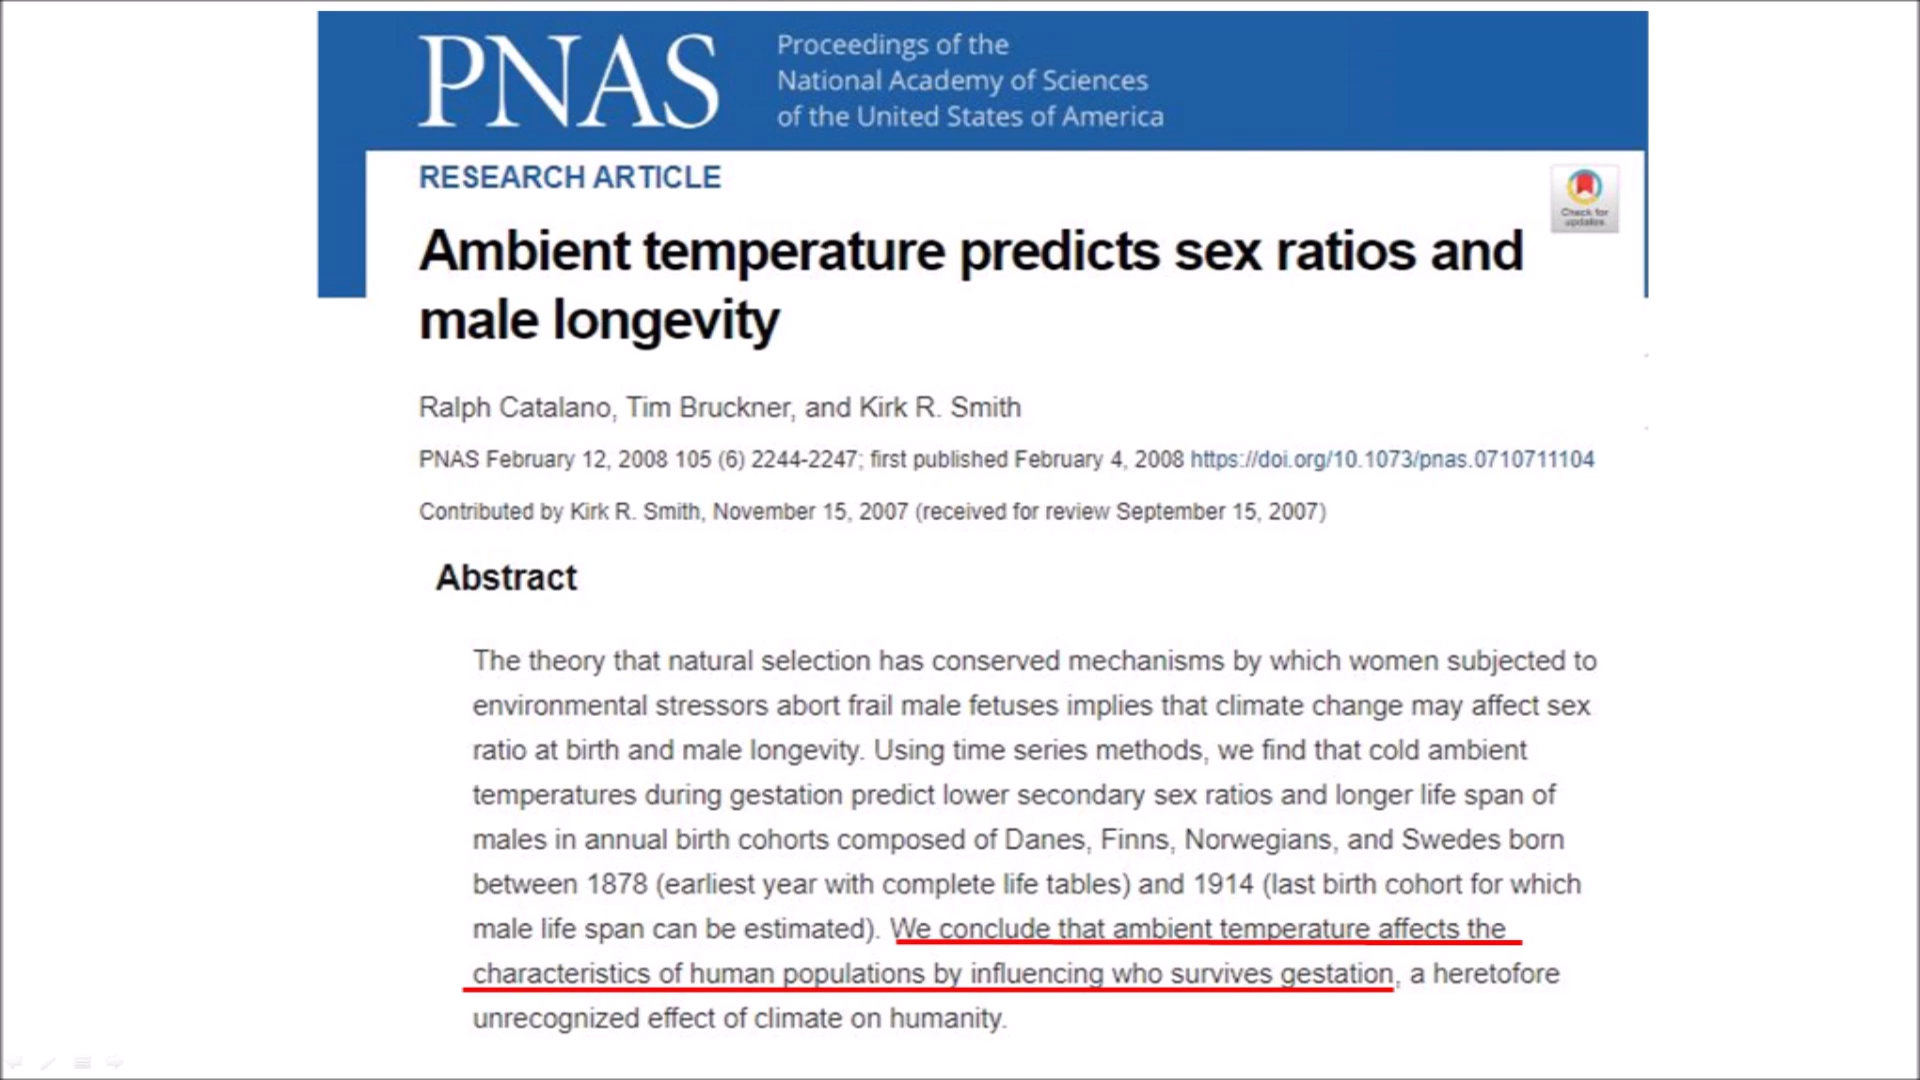 PNAS
Proceedings of the
National Academy of Sciences
of the United States of America
RESEARCH ARTICLE
Check for
updates
Ambient temperature predicts sex ratios and
male longevity
Ralph Catalano, Tim Bruckner, and Kirk R. Smith
PNAS February 12, 2008 105 (6) 2244-2247; first published February 4, 2008 https://doi.org/10.1073/pnas.0710711104
Contributed by Kirk R. Smith, November 15, 2007 (received for review September 15, 2007)
Abstract
The theory that natural selection has conserved mechanisms by which women subjected to
environmental stressors abort frail male fetuses implies that climate change may affect sex
ratio at birth and male longevity. Using time series methods, we find that cold ambient
temperatures during gestation predict lower secondary sex ratios and longer life span of
males in annual birth cohorts composed of Danes, Finns, Norwegians, and Swedes born
between 1878 (earliest year with complete life tables) and 1914 (last birth cohort for which
male life span can be estimated). We conclude that ambient temperature affects the
characteristics of human populations by influencing who survives gestation, a heretofore
unrecognized effect of climate on humanity.